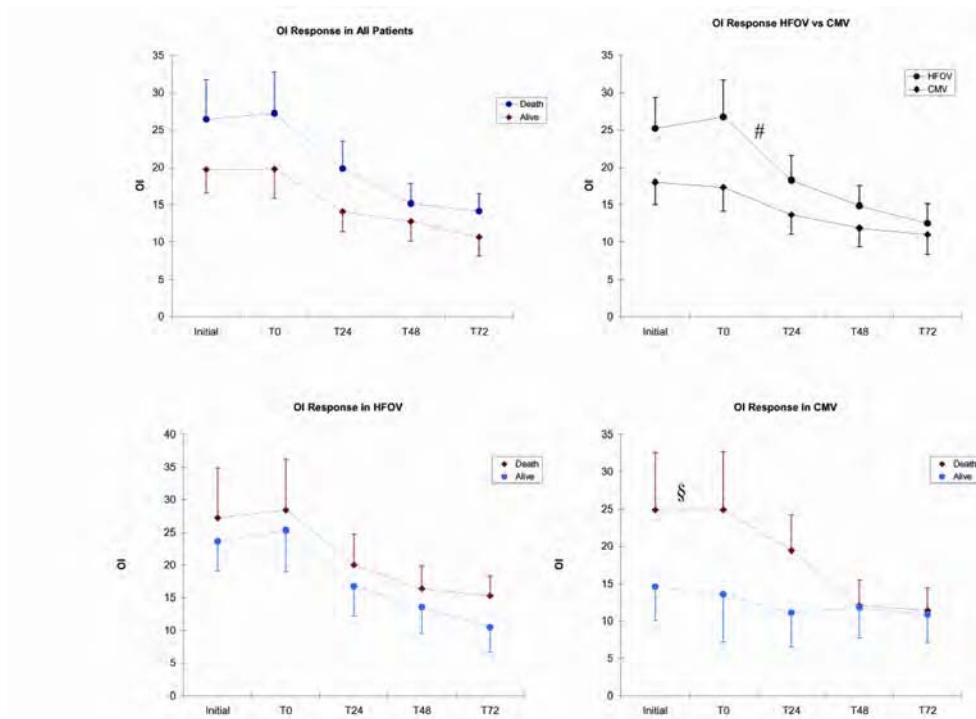 OI Response in All Patients
35
30
25
20
15
10
5
0
OI
Initial
T0
T24
T48
T72
Death
Alive
OI Response HFOV vs CMV
35
30
25
20
15
10
5
0
OI
#
Initial
T0
T24
T48
T72
HFOV
CMV
OI Response in HFOV
40
35
30
25
20
15
10
5
0
OI
Initial
T0
T24
T48
T72
Death
Alive
OI Response in CMV
35
30
25
20
15
10
5
0
OI
§
Initial
T0
T24
T48
T72
Death
Alive